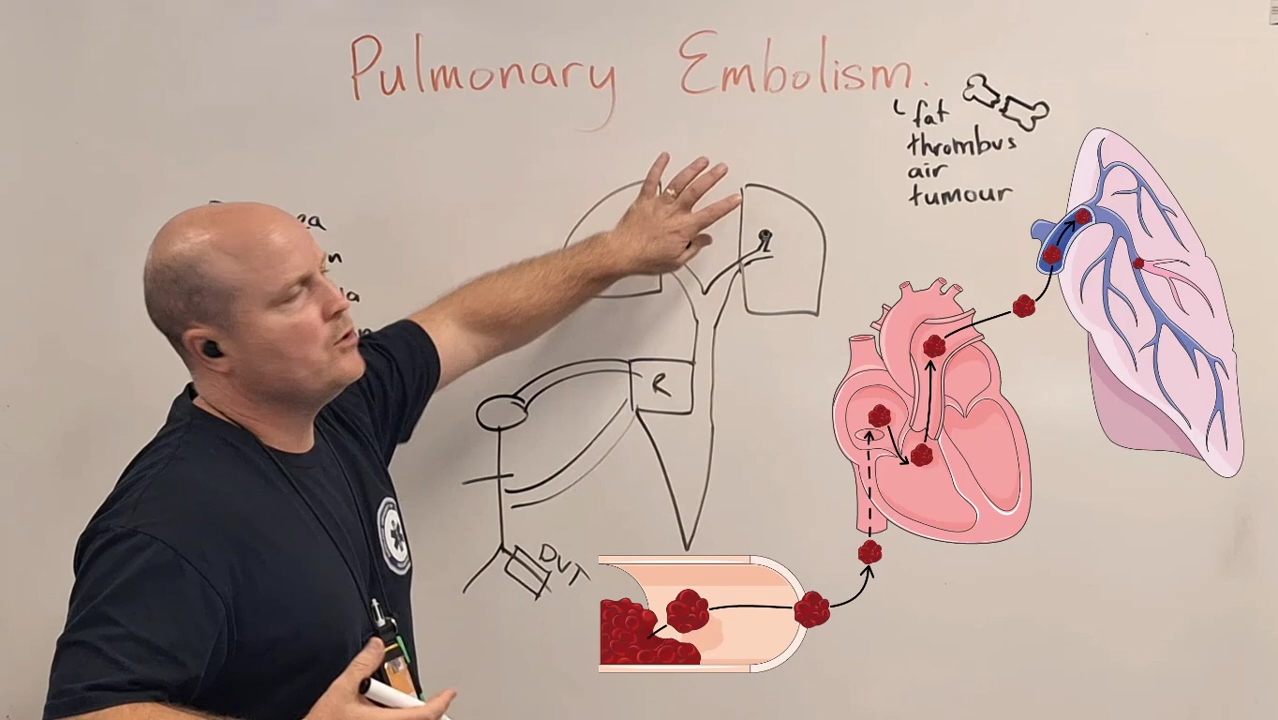 Pulmonary Embolism.
fat
thrombus
air
tumour
R
DVT